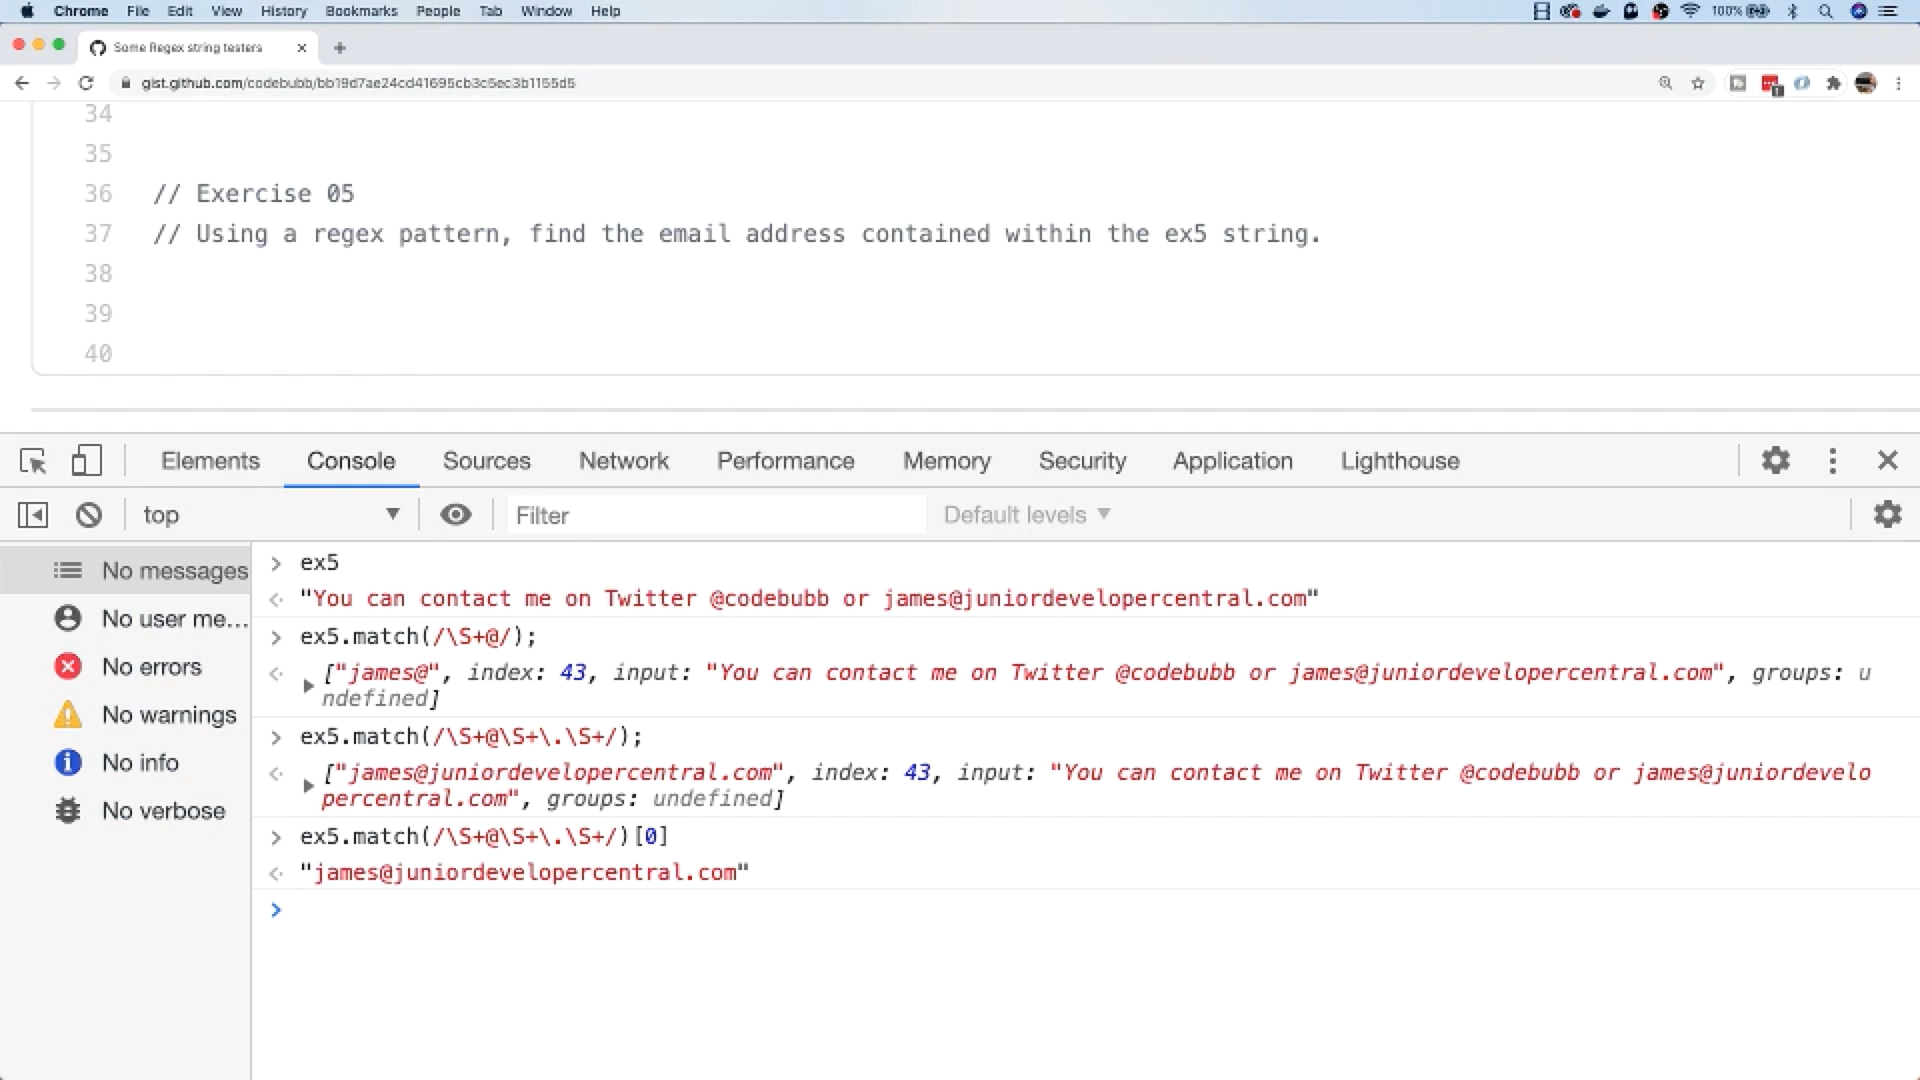 Chrome File Edit View History Bookmarks People Tab Window Help 100%
Some Regex string testers
gist.github.com/codebubb/bb19d7ae24cd41695cb3c5ec3b1155d5
34
35
36 // Exercise 05
37 // Using a regex pattern, find the email address contained within the ex5 string.
38
39
40
Elements Console Sources Network Performance Memory Security Application Lighthouse
top Filter Default levels
No messages
No user me...
No errors
No warnings
No info
No verbose
> ex5
"You can contact me on Twitter @codebubb or james@juniordevelopercentral.com"
> ex5.match(/\S+@/);
["james@", index: 43, input: "You can contact me on Twitter @codebubb or james@juniordevelopercentral.com", groups: u
ndefined]
> ex5.match(/\S+@\S+\.\S+/);
["james@juniordevelopercentral.com", index: 43, input: "You can contact me on Twitter @codebubb or james@juniordevelo
percentral.com", groups: undefined]
> ex5.match(/\S+@\S+\.\S+/)[0]
"james@juniordevelopercentral.com"
>